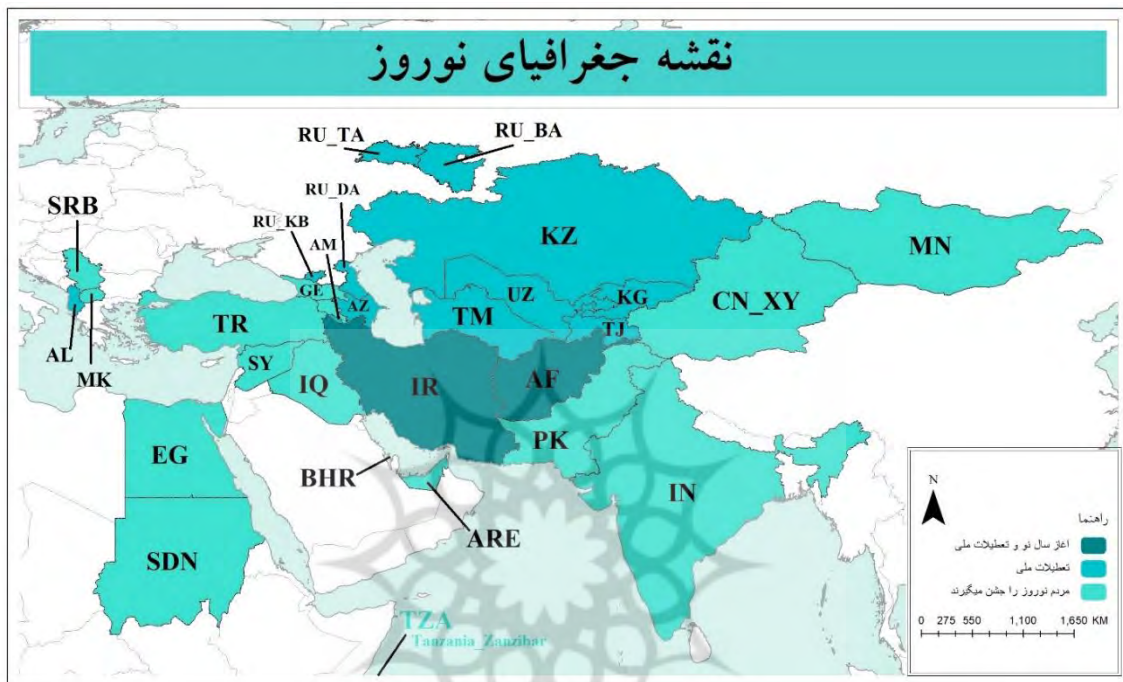 نقشه جغرافیای نوروز
RU_TA
RU_BA
RU_DA
SRB
RU_KB
AM
KZ
MN
GE
AZ
UZ
KG
CN_XY
TR
TM
TJ
AL
MK
SY
IQ
IR
AF
PK
EG
BHR
IN
ARE
SDN
TZA
Tanzania_Zanzibar
N
راهنما
آغاز سال نو و تعطیلات ملی
تعطیلات ملی
مردم نوروز را جشن میگیرند
0 275 550 1,100 1,650 KM